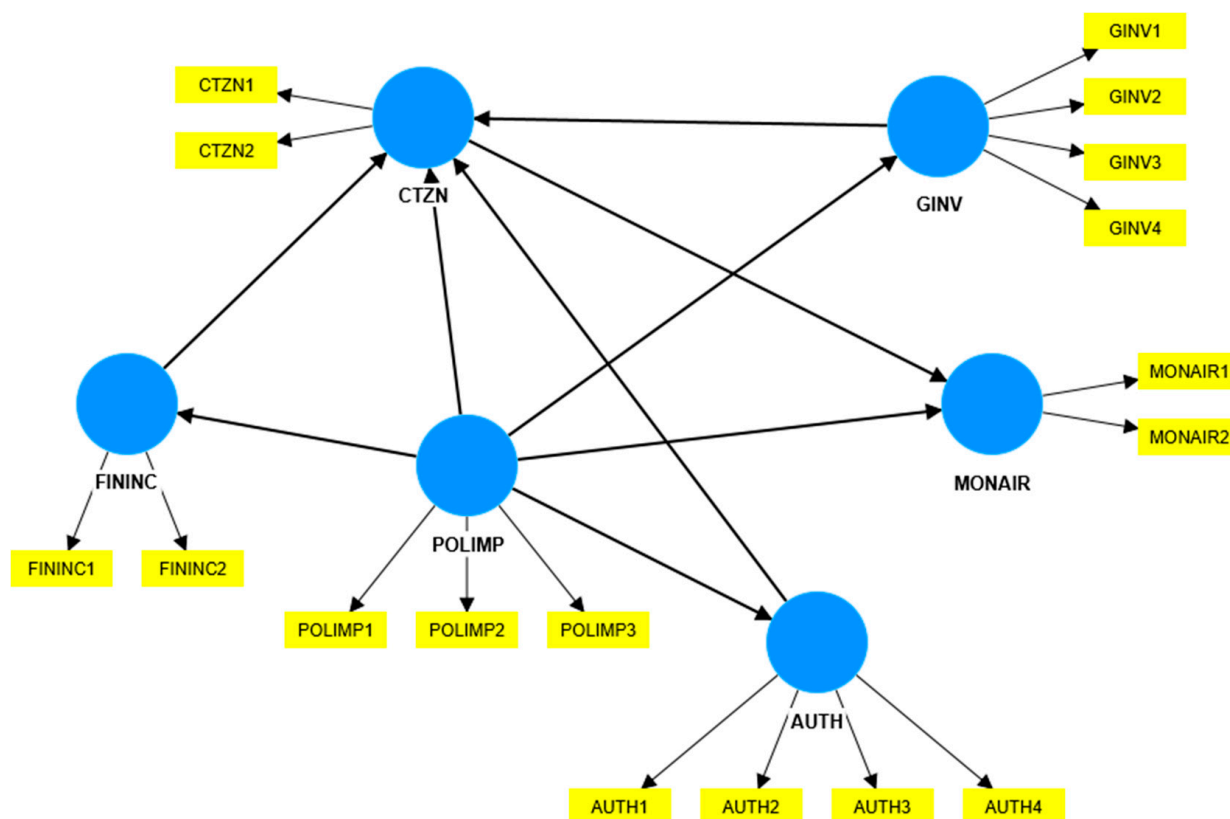 GINV1
CTZN1
GINV2
CTZN2
GINV3
CTZN
GINV
GINV4
MONAIR1
MONAIR2
FININC
MONAIR
POLIMP
FININC1
FININC2
POLIMP1
POLIMP2
POLIMP3
AUTH
AUTH1
AUTH2
AUTH3
AUTH4